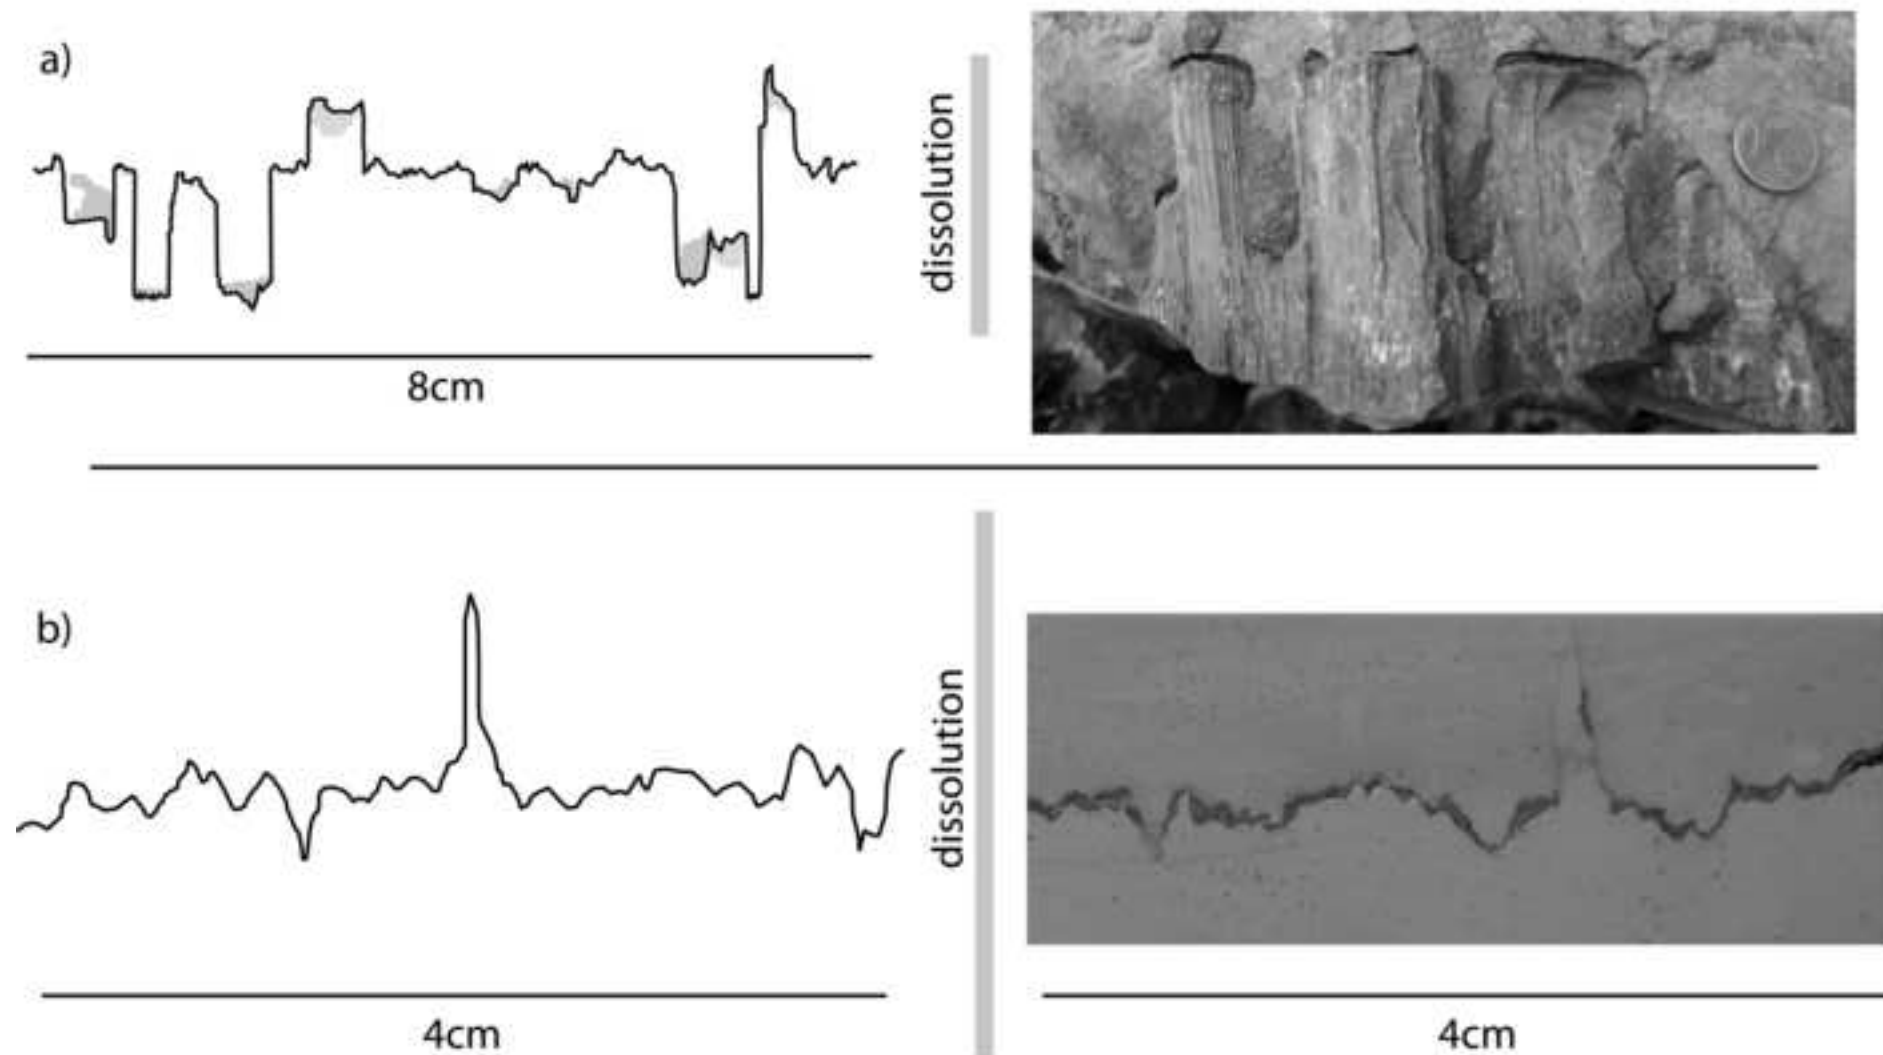 a)
dissolution
8cm
b)
dissolution
4cm
4cm